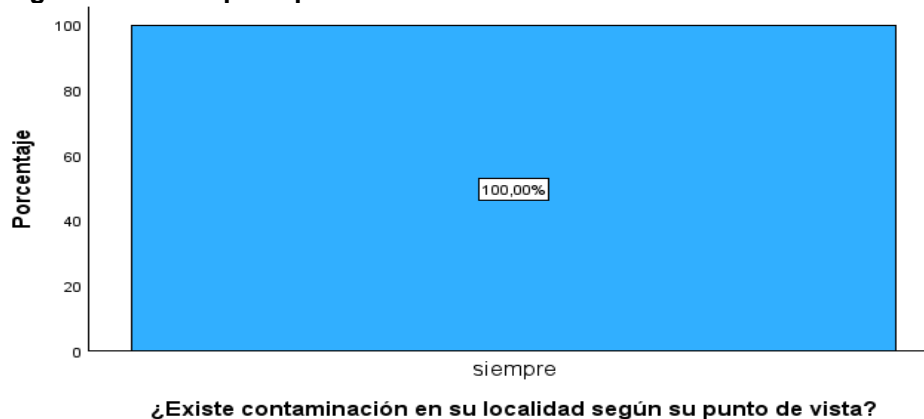 100
80
60
40
20
0
Porcentaje
100,00%
siempre
¿Existe contaminación en su localidad según su punto de vista?